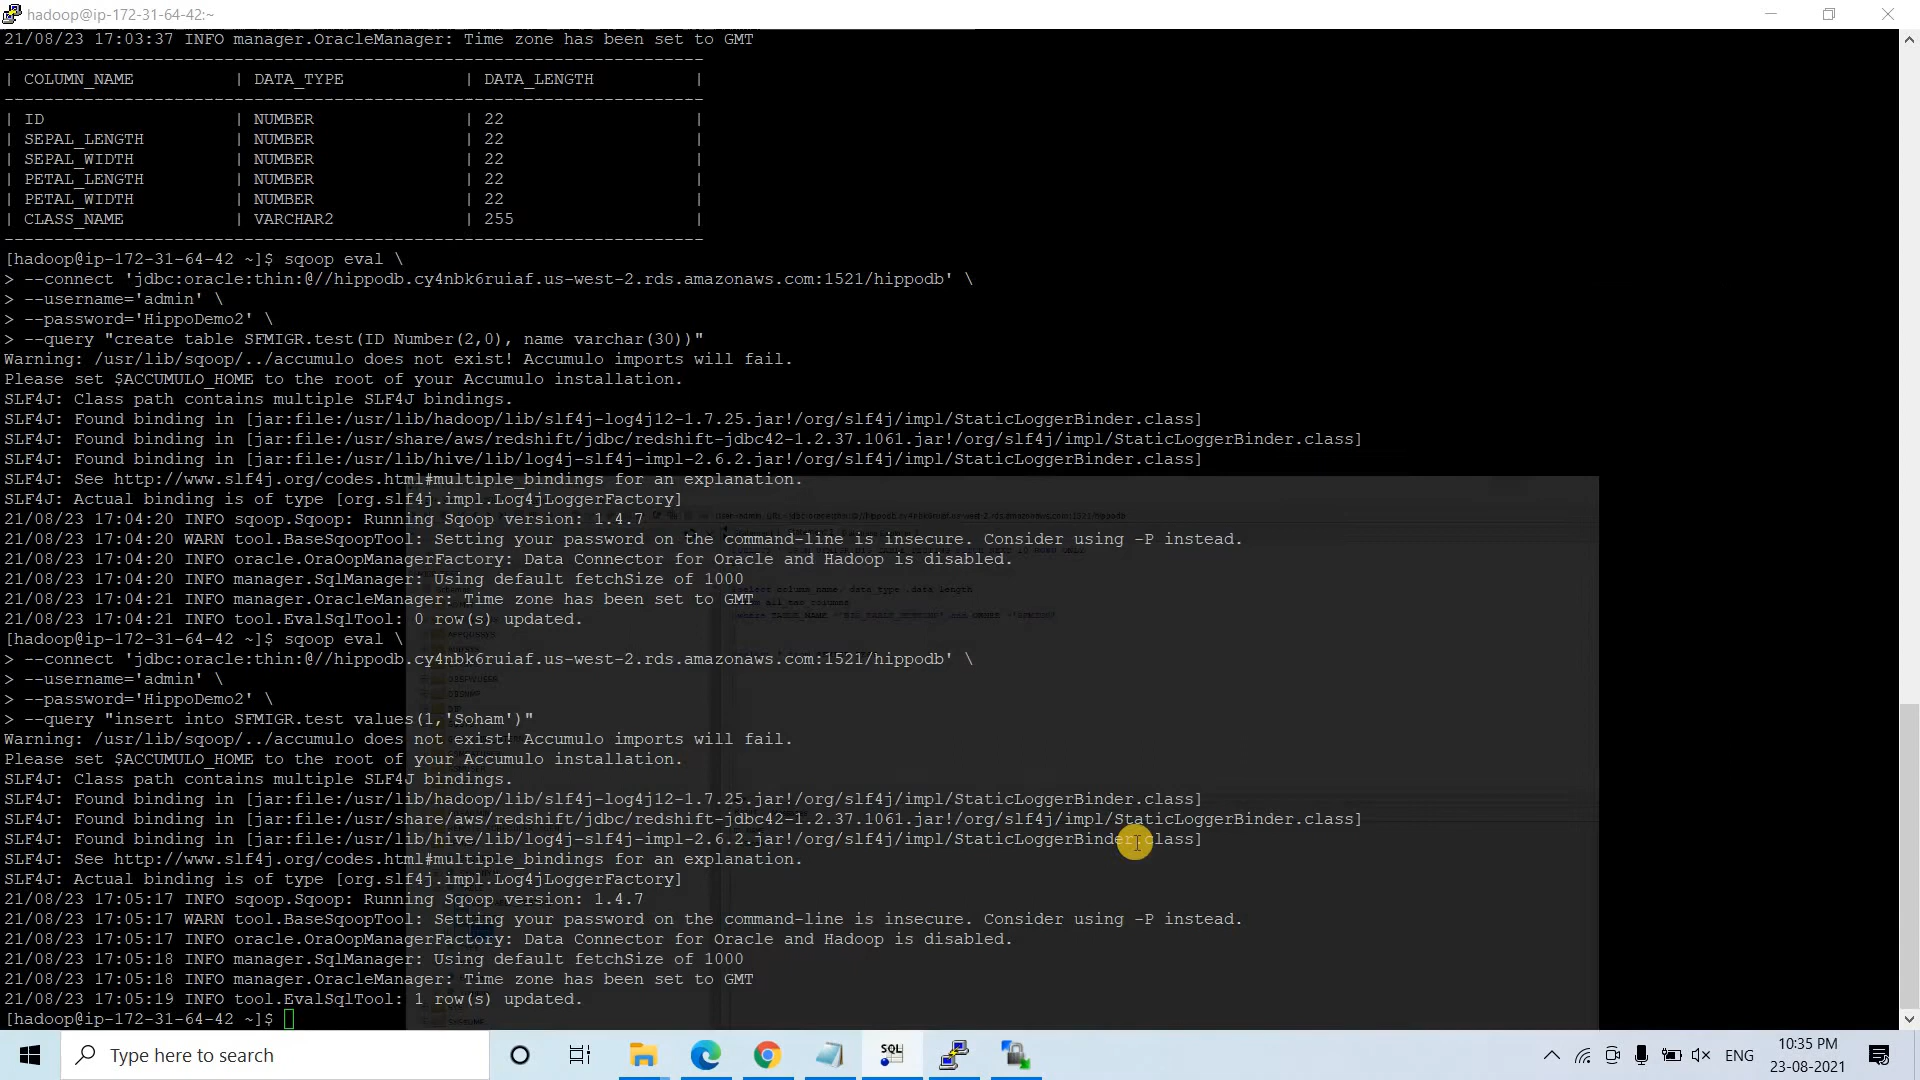 hadoop@ip-172-31-64-42:~
21/08/23 17:03:37 INFO manager.OracleManager: Time zone has been set to GMT
--------------------------------------------------------------
| COLUMN_NAME | DATA_TYPE | DATA_LENGTH |
--------------------------------------------------------------
| ID | NUMBER | 22 |
| SEPAL_LENGTH | NUMBER | 22 |
| SEPAL_WIDTH | NUMBER | 22 |
| PETAL_LENGTH | NUMBER | 22 |
| PETAL_WIDTH | NUMBER | 22 |
| CLASS_NAME | VARCHAR2 | 255 |
--------------------------------------------------------------
[hadoop@ip-172-31-64-42 ~]$ sqoop eval \
> --connect 'jdbc:oracle:thin:@//hippodb.cy4nbk6ruiaf.us-west-2.rds.amazonaws.com:1521/hippodb' \
> --username='admin' \
> --password='HippoDemo2' \
> --query "create table SFMIGR.test(ID Number(2,0), name varchar(30))"
Warning: /usr/lib/sqoop/../accumulo does not exist! Accumulo imports will fail.
Please set $ACCUMULO_HOME to the root of your Accumulo installation.
SLF4J: Class path contains multiple SLF4J bindings.
SLF4J: Found binding in [jar:file:/usr/lib/hadoop/lib/slf4j-log4j12-1.7.25.jar!/org/slf4j/impl/StaticLoggerBinder.class]
SLF4J: Found binding in [jar:file:/usr/share/aws/redshift/jdbc/redshift-jdbc42-1.2.37.1061.jar!/org/slf4j/impl/StaticLoggerBinder.class]
SLF4J: Found binding in [jar:file:/usr/lib/hive/lib/log4j-slf4j-impl-2.6.2.jar!/org/slf4j/impl/StaticLoggerBinder.class]
SLF4J: See http://www.slf4j.org/codes.html#multiple_bindings for an explanation.
SLF4J: Actual binding is of type [org.slf4j.impl.Log4jLoggerFactory]
21/08/23 17:04:20 INFO sqoop.Sqoop: Running Sqoop version: 1.4.7
21/08/23 17:04:20 WARN tool.BaseSqoopTool: Setting your password on the command-line is insecure. Consider using -P instead.
21/08/23 17:04:20 INFO oracle.OraOopManagerFactory: Data Connector for Oracle and Hadoop is disabled.
21/08/23 17:04:20 INFO manager.SqlManager: Using default fetchSize of 1000
21/08/23 17:04:21 INFO manager.OracleManager: Time zone has been set to GMT
21/08/23 17:04:21 INFO tool.EvalSqlTool: 0 row(s) updated.
[hadoop@ip-172-31-64-42 ~]$ sqoop eval \
> --connect 'jdbc:oracle:thin:@//hippodb.cy4nbk6ruiaf.us-west-2.rds.amazonaws.com:1521/hippodb' \
> --username='admin' \
> --password='HippoDemo2' \
> --query "insert into SFMIGR.test values(1,'Soham')"
Warning: /usr/lib/sqoop/../accumulo does not exist! Accumulo imports will fail.
Please set $ACCUMULO_HOME to the root of your Accumulo installation.
SLF4J: Class path contains multiple SLF4J bindings.
SLF4J: Found binding in [jar:file:/usr/lib/hadoop/lib/slf4j-log4j12-1.7.25.jar!/org/slf4j/impl/StaticLoggerBinder.class]
SLF4J: Found binding in [jar:file:/usr/share/aws/redshift/jdbc/redshift-jdbc42-1.2.37.1061.jar!/org/slf4j/impl/StaticLoggerBinder.class]
SLF4J: Found binding in [jar:file:/usr/lib/hive/lib/log4j-slf4j-impl-2.6.2.jar!/org/slf4j/impl/StaticLoggerBinder.class]
SLF4J: See http://www.slf4j.org/codes.html#multiple_bindings for an explanation.
SLF4J: Actual binding is of type [org.slf4j.impl.Log4jLoggerFactory]
21/08/23 17:05:17 INFO sqoop.Sqoop: Running Sqoop version: 1.4.7
21/08/23 17:05:17 WARN tool.BaseSqoopTool: Setting your password on the command-line is insecure. Consider using -P instead.
21/08/23 17:05:17 INFO oracle.OraOopManagerFactory: Data Connector for Oracle and Hadoop is disabled.
21/08/23 17:05:18 INFO manager.SqlManager: Using default fetchSize of 1000
21/08/23 17:05:18 INFO manager.OracleManager: Time zone has been set to GMT
21/08/23 17:05:19 INFO tool.EvalSqlTool: 1 row(s) updated.
[hadoop@ip-172-31-64-42 ~]$
Type here to search
SQL
ENG
10:35 PM
23-08-2021